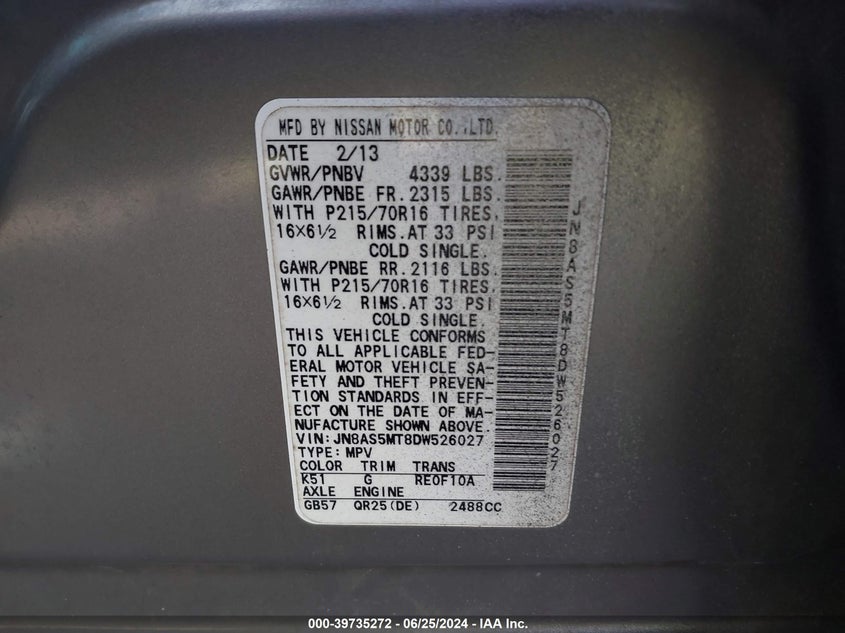 MFD BY NISSAN MOTOR CO.,LTD.
DATE 2/13
GVWR/PNBV 4339 LBS.
GAWR/PNBE FR. 2315 LBS.
WITH P215/70R16 TIRES,
16X6½ RIMS.AT 33 PSI
COLD SINGLE.
GAWR/PNBE RR. 2116 LBS.
WITH P215/70R16 TIRES,
16X6½ RIMS.AT 33 PSI
COLD SINGLE.
THIS VEHICLE CONFORMS
TO ALL APPLICABLE FED-
ERAL MOTOR VEHICLE SA-
FETY AND THEFT PREVEN-
TION STANDARDS IN EFF-
ECT ON THE DATE OF MA-
NUFACTURE SHOWN ABOVE.
VIN:JN8AS5MT8DW526027
TYPE:MPV
COLOR TRIM TRANS
K51 G RE0F10A
AXLE ENGINE
GB57 QR25(DE) 2488CC
JN8AS5MT8DW526027
000-39735272 - 06/25/2024 - IAA Inc.